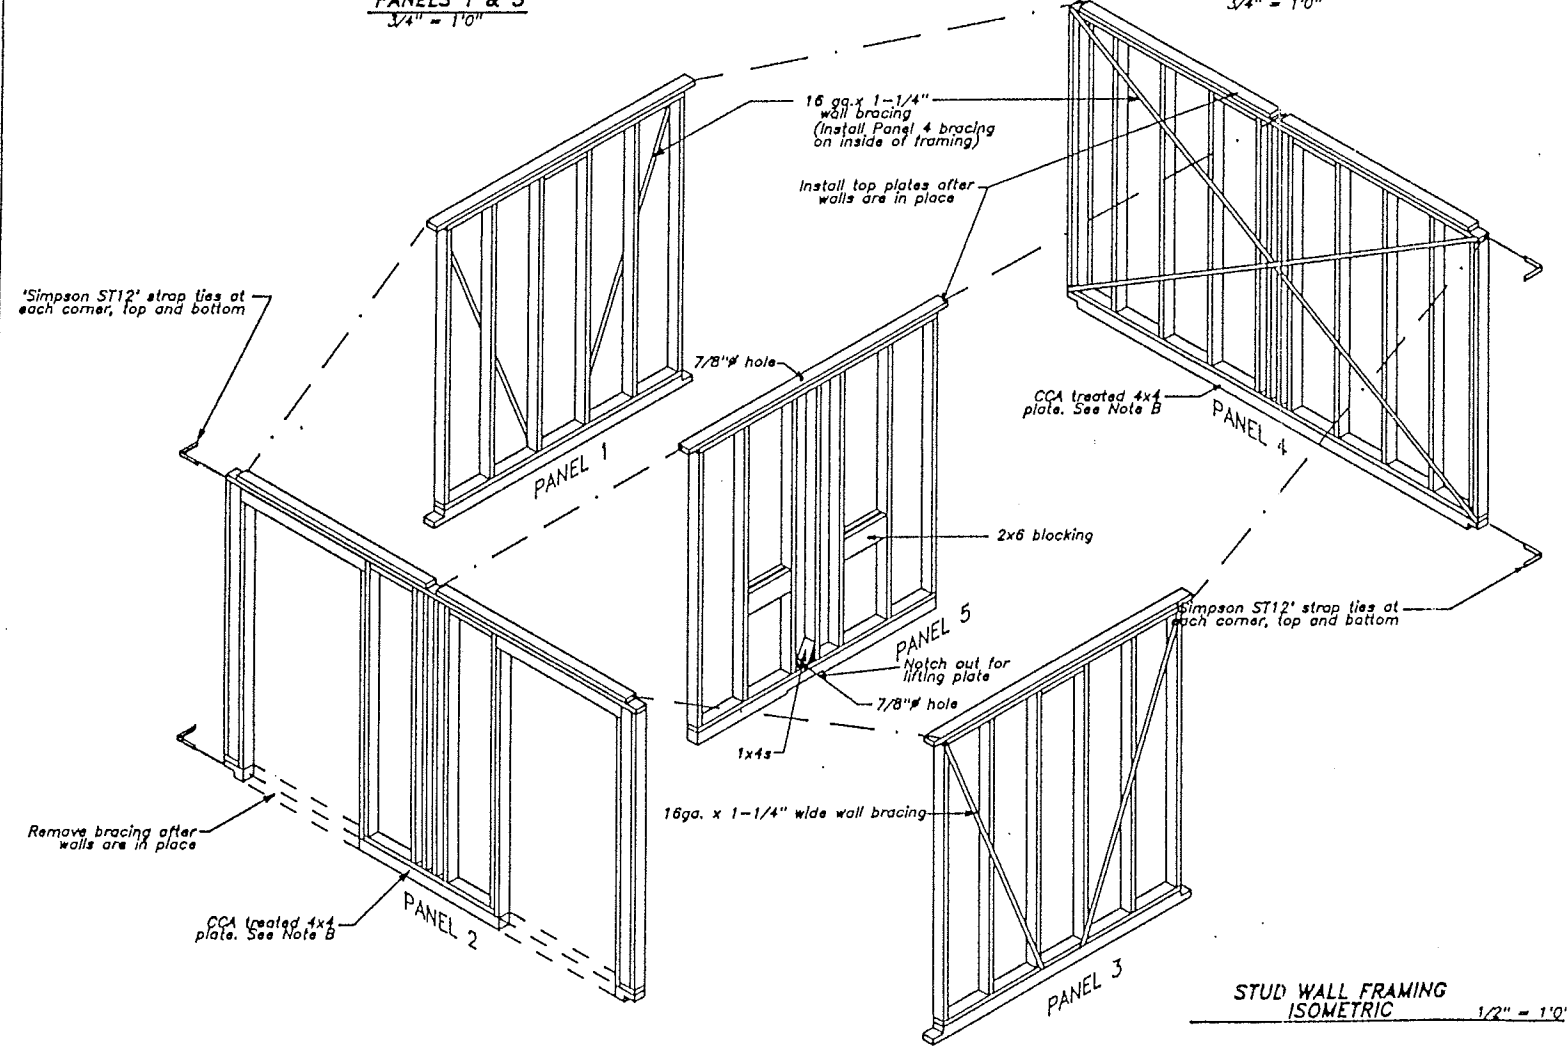 PANELS 1 & 3
3/4" = 1'0"
3/4" = 1'0"
16 ga.x 1-1/4"
wall bracing
(Install Panel 4 bracing
on inside of framing)
Install top plates after
walls are in place
'Simpson ST12' strap ties at
each corner, top and bottom
7/8"ø hole
CCA treated 4x4
plate. See Note B
PANEL 4
PANEL 1
2x6 blocking
'Simpson ST12' strap ties at
each corner, top and bottom
PANEL 5
Notch out for
lifting plate
7/8"ø hole
1x4s
16ga. x 1-1/4" wide wall bracing
Remove bracing after
walls are in place
CCA treated 4x4
plate. See Note B
PANEL 2
PANEL 3
STUD WALL FRAMING
ISOMETRIC
1/2" = 1'0"